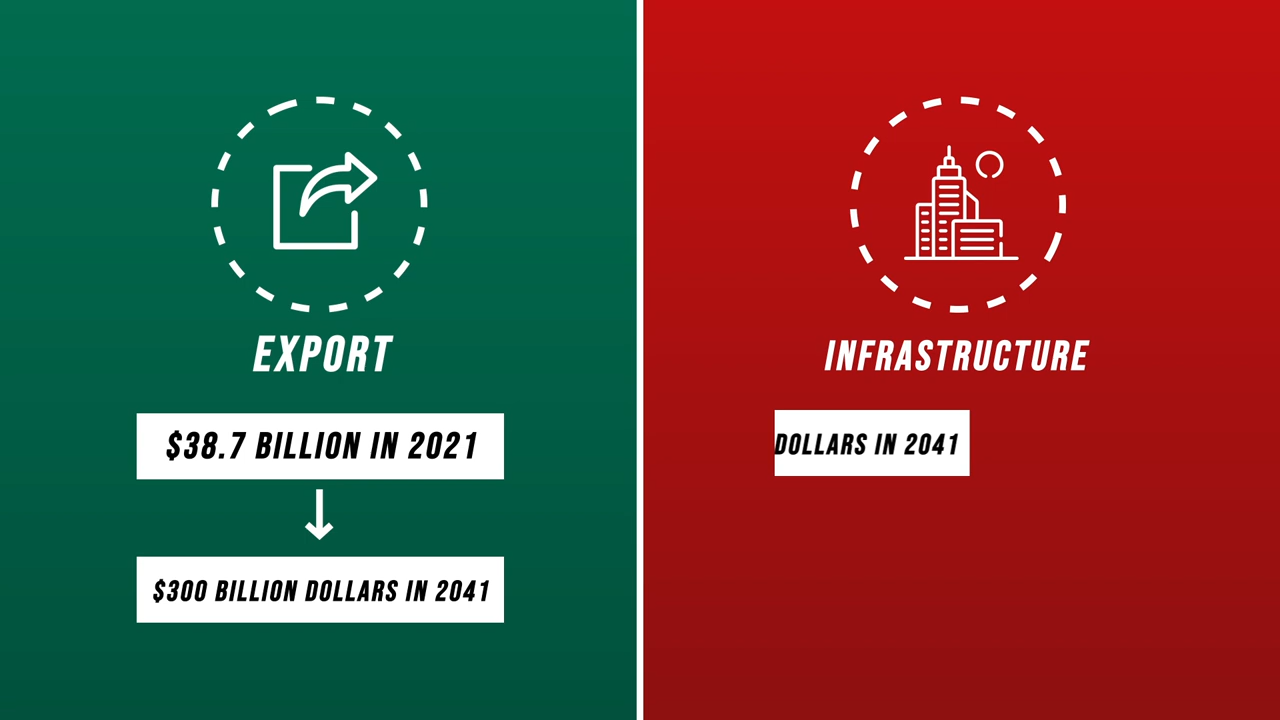 EXPORT
$38.7 BILLION IN 2021
$300 BILLION DOLLARS IN 2041
INFRASTRUCTURE
DOLLARS IN 2041